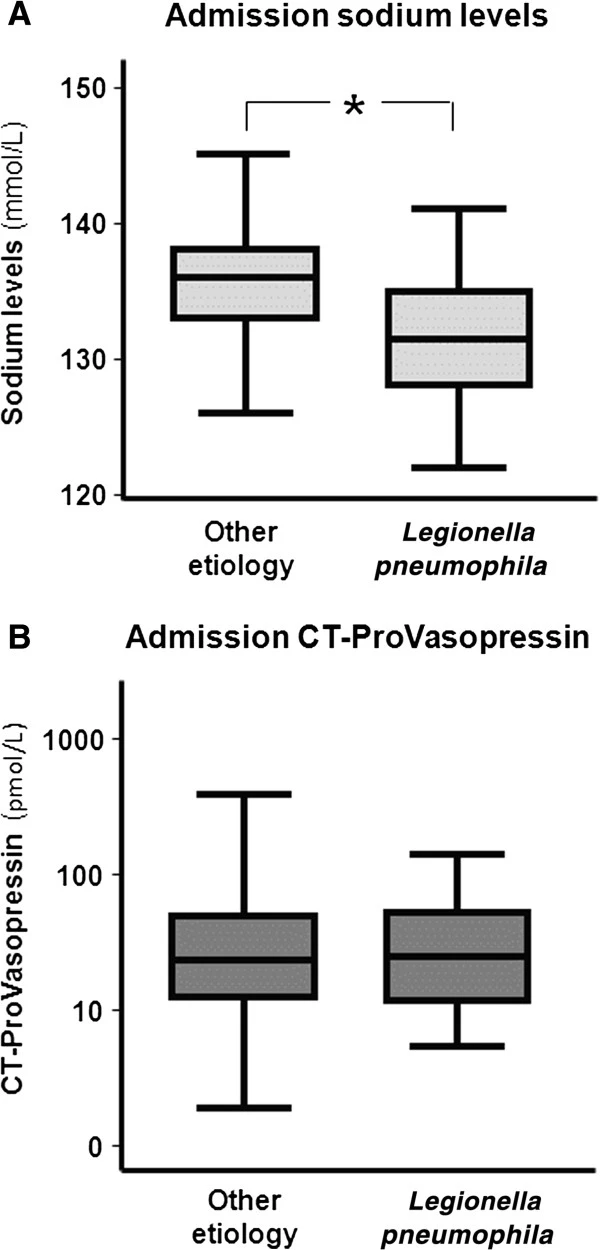 A
Admission sodium levels
Sodium levels (mmol/L)
150
140
130
120
*
Other
etiology
Legionella
pneumophila
B
Admission CT-ProVasopressin
CT-ProVasopressin (pmol/L)
1000
100
10
0
Other
etiology
Legionella
pneumophila